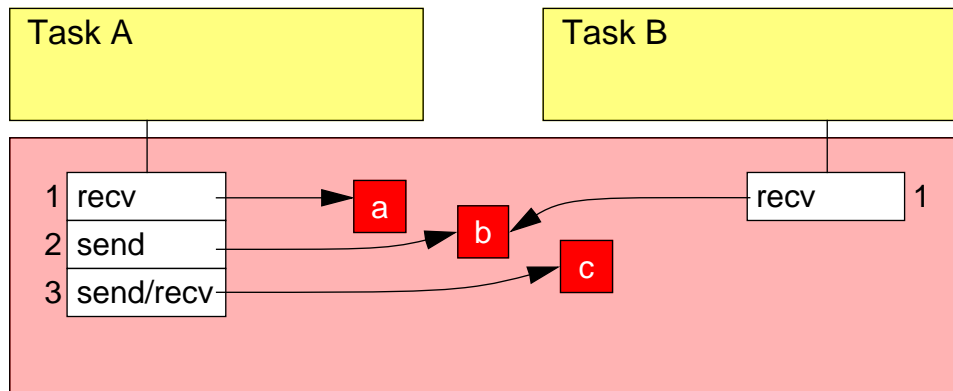 Task A
Task B
1 recv
a
recv 1
2 send
b
3 send/recv
c